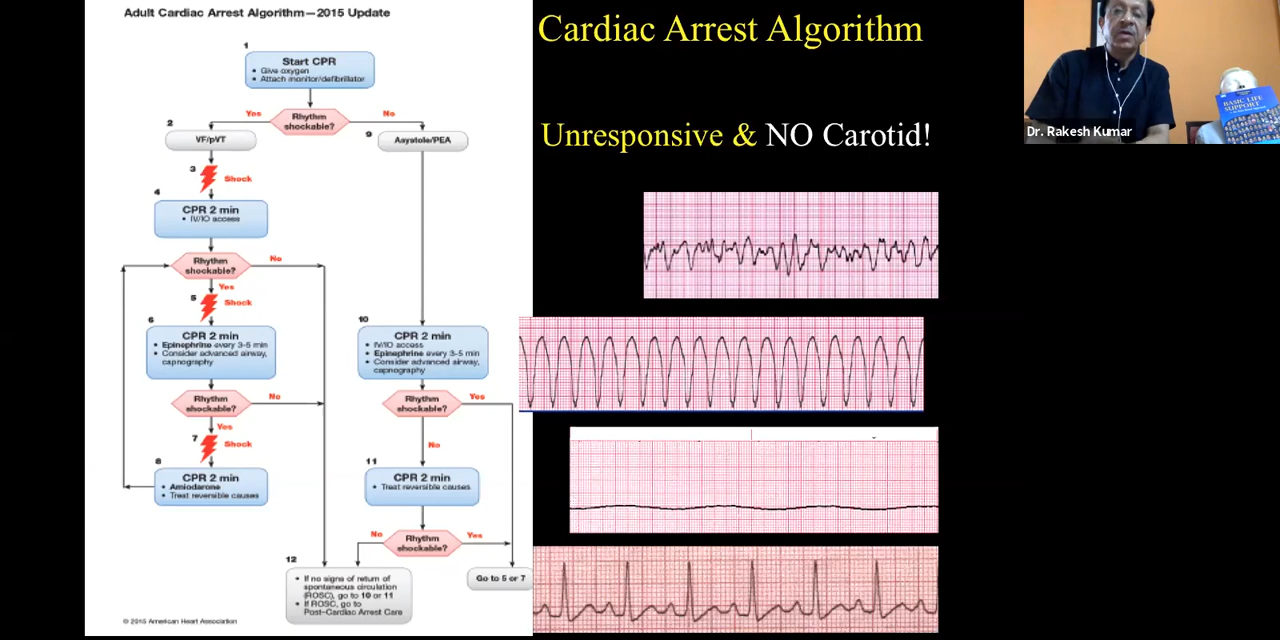 Adult Cardiac Arrest Algorithm—2015 Update
1
Start CPR
• Give oxygen
• Attach monitor/defibrillator
Yes
Rhythm
shockable?
No
2
VF/pVT
9
Asystole/PEA
3
Shock
4
CPR 2 min
• IV/IO access
Rhythm
shockable?
No
Yes
5
Shock
6
CPR 2 min
• Epinephrine every 3-5 min
• Consider advanced airway,
capnography
10
CPR 2 min
• IV/IO access
• Epinephrine every 3-5 min
• Consider advanced airway,
capnography
Rhythm
shockable?
No
Rhythm
shockable?
Yes
Yes
7
Shock
No
8
CPR 2 min
• Amiodarone
• Treat reversible causes
11
CPR 2 min
• Treat reversible causes
No
Rhythm
shockable?
Yes
12
• If no signs of return of
spontaneous circulation
(ROSC), go to 10 or 11
• If ROSC, go to
Post-Cardiac Arrest Care
Go to 5 or 7
© 2015 American Heart Association
Cardiac Arrest Algorithm
Unresponsive & NO Carotid!
BASIC LIFE
SUPPORT
Dr. Rakesh Kumar